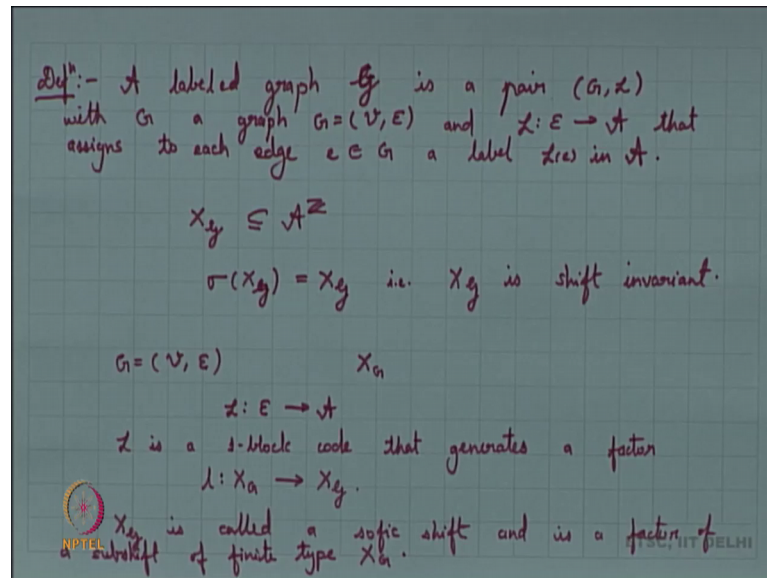 Defⁿ:- A labeled graph 𝒢 is a pair (G, ℒ)
with G a graph G = (𝒱, ℰ) and ℒ: ℰ → 𝒜 that
assigns to each edge e ∈ G a label ℒ(e) in 𝒜.
X_𝒢 ⊆ 𝒜^ℤ
σ(X_𝒢) = X_𝒢 i.e. X_𝒢 is shift invariant.
G = (𝒱, ℰ) X_G
ℒ: ℰ → 𝒜
ℒ is a 1-block code that generates a factor
l: X_G → X_𝒢.
X_𝒢 is called a sofic shift and is a factor of
a subshift of finite type X_G.
NPTEL
ETSC, IIT DELHI